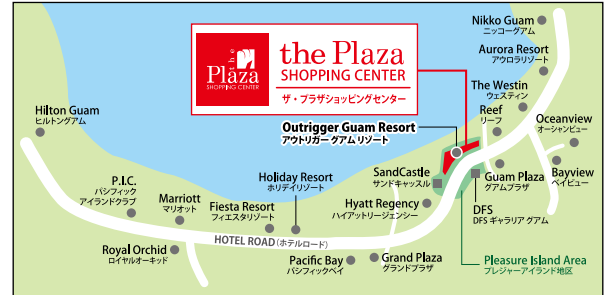 the
Plaza
SHOPPING CENTER
the Plaza
SHOPPING CENTER
ザ・プラザショッピングセンター
Nikko Guam
ニッコーグアム
Aurora Resort
アウロラリゾート
The Westin
ウェスティン
Reef
リーフ
Oceanview
オーシャンビュー
Hilton Guam
ヒルトングアム
Outrigger Guam Resort
アウトリガー グアム リゾート
SandCastle
サンドキャッスル
Guam Plaza
グアムプラザ
Bayview
ベイビュー
P.I.C.
パシフィック
アイランドクラブ
Marriott
マリオット
Fiesta Resort
フィエスタリゾート
Holiday Resort
ホリデイリゾート
Hyatt Regency
ハイアットリージェンシー
DFS
DFS ギャラリア グアム
HOTEL ROAD (ホテルロード)
Royal Orchid
ロイヤルオーキッド
Pacific Bay
パシフィックベイ
Grand Plaza
グランドプラザ
Pleasure Island Area
プレジャーアイランド地区